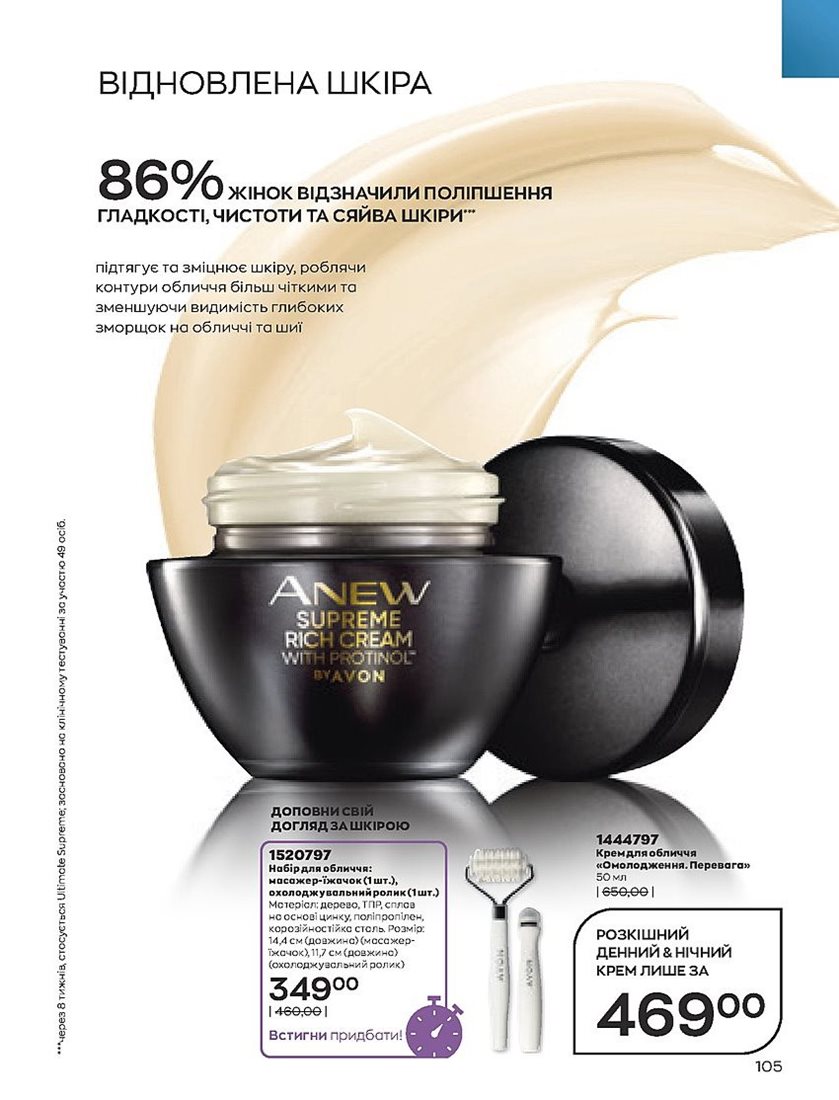 ВІДНОВЛЕНА ШКІРА
86% ЖІНОК ВІДЗНАЧИЛИ ПОЛІПШЕННЯ
ГЛАДКОСТІ, ЧИСТОТИ ТА СЯЙВА ШКІРИ***
підтягує та зміцнює шкіру, роблячи
контури обличчя більш чіткими та
зменшуючи видимість глибоких
зморщок на обличчі та шиї
ANEW
SUPREME
RICH CREAM
WITH PROTINOL™
BY AVON
***через 8 тижнів, стосується Ultimate Supreme; засновано на клінічному тестуванні за участю 49 осіб.
ДОПОВНИ СВІЙ
ДОГЛЯД ЗА ШКІРОЮ
1520797
Набір для обличчя:
масажер-їжачок (1 шт.),
охолоджувальний ролик (1 шт.)
Матеріал: дерево, ТПР, сплав
на основі цинку, поліпропілен,
корозійностійка сталь. Розмір:
14,4 см (довжина) (масажер-
їжачок), 11,7 см (довжина)
(охолоджувальний ролик)
349⁰⁰
| 460,00 |
Встигни придбати!
AVON
AVON
1444797
Крем для обличчя
«Омолодження. Перевага»
50 мл
| 650,00 |
РОЗКІШНИЙ
ДЕННИЙ & НІЧНИЙ
КРЕМ ЛИШЕ ЗА
469⁰⁰
105